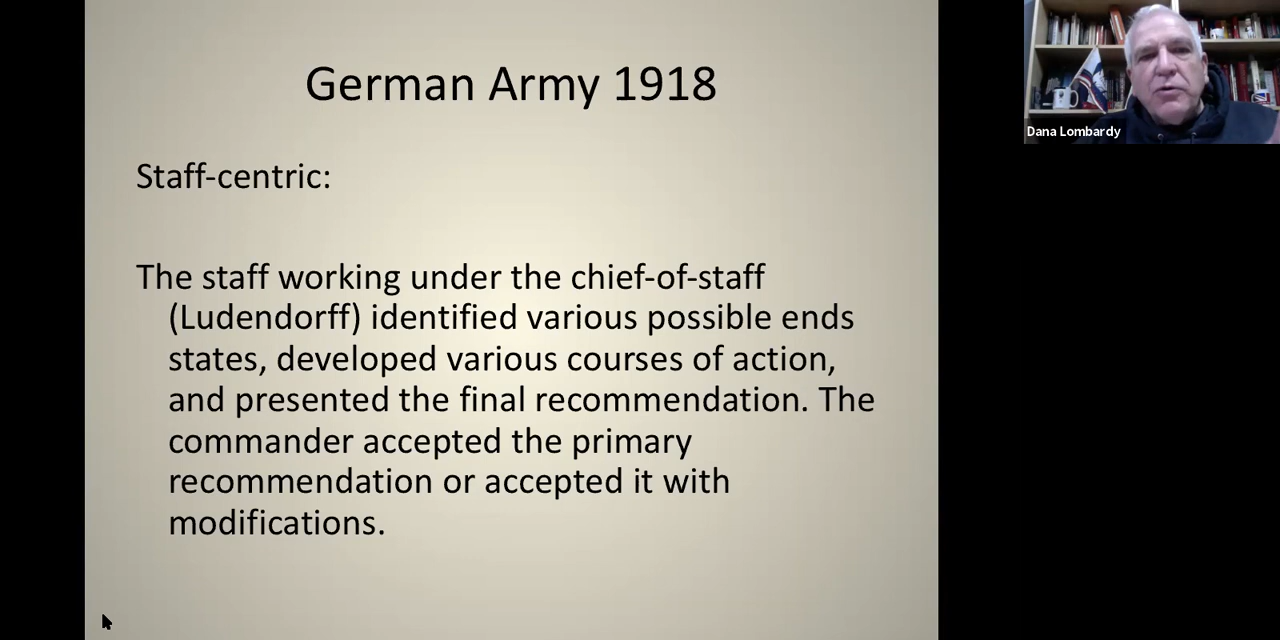 German Army 1918
Staff-centric:
The staff working under the chief-of-staff
(Ludendorff) identified various possible ends
states, developed various courses of action,
and presented the final recommendation. The
commander accepted the primary
recommendation or accepted it with
modifications.
Dana Lombardy